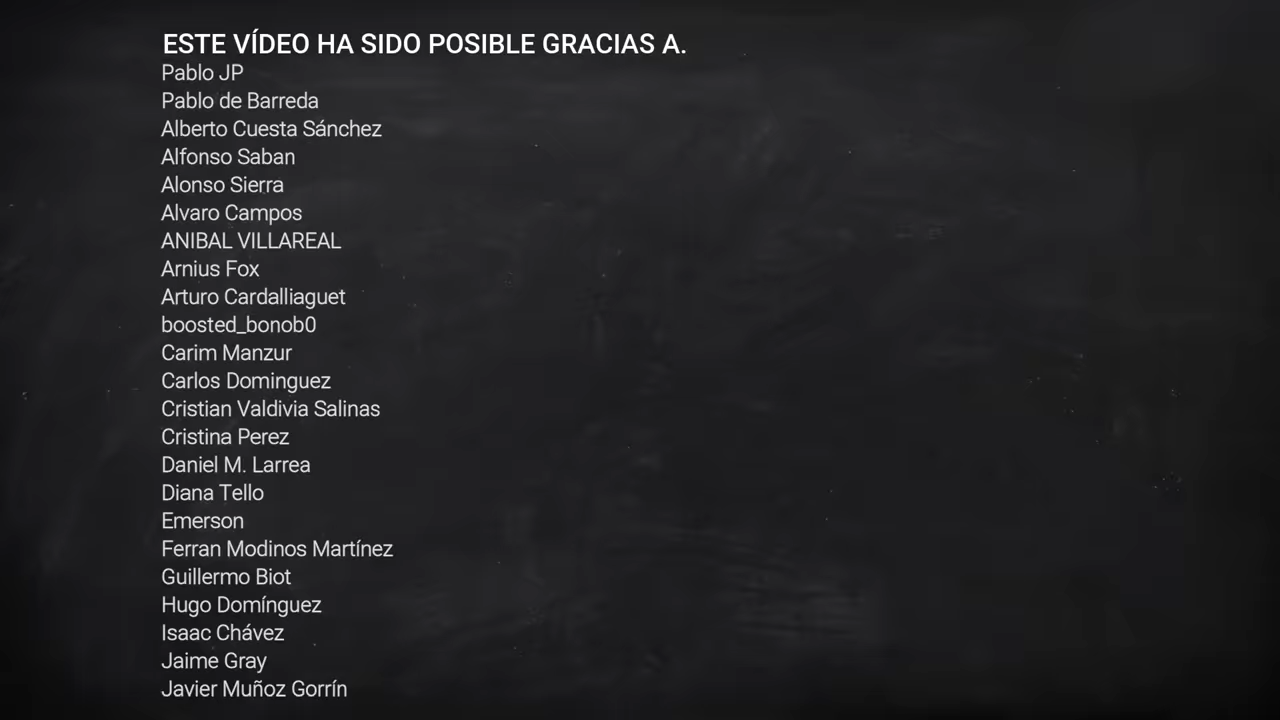 ESTE VÍDEO HA SIDO POSIBLE GRACIAS A.
Pablo JP
Pablo de Barreda
Alberto Cuesta Sánchez
Alfonso Saban
Alonso Sierra
Alvaro Campos
ANIBAL VILLAREAL
Arnius Fox
Arturo Cardalliaguet
boosted_bonob0
Carim Manzur
Carlos Dominguez
Cristian Valdivia Salinas
Cristina Perez
Daniel M. Larrea
Diana Tello
Emerson
Ferran Modinos Martínez
Guillermo Biot
Hugo Domínguez
Isaac Chávez
Jaime Gray
Javier Muñoz Gorrín